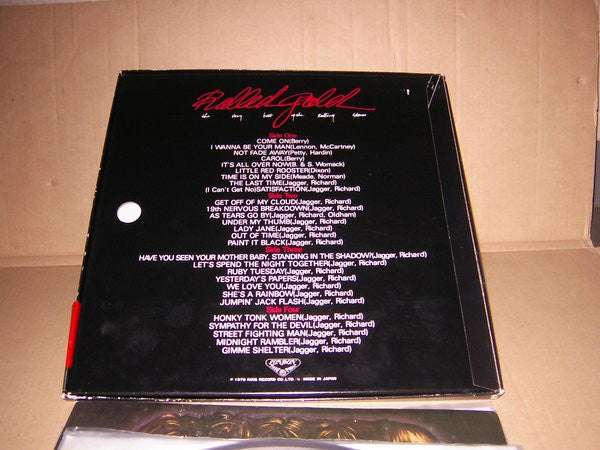 Rolled Gold
the very best of the rolling stones
Side One
COME ON(Berry)
I WANNA BE YOUR MAN(Lennon, McCartney)
NOT FADE AWAY(Petty, Hardin)
CAROL(Berry)
IT'S ALL OVER NOW(B. & S. Womack)
LITTLE RED ROOSTER(Dixon)
TIME IS ON MY SIDE(Meade, Norman)
THE LAST TIME(Jagger, Richard)
(I Can't Get No)SATISFACTION(Jagger, Richard)
Side Two
GET OFF OF MY CLOUD(Jagger, Richard)
19th NERVOUS BREAKDOWN(Jagger, Richard)
AS TEARS GO BY(Jagger, Richard, Oldham)
UNDER MY THUMB(Jagger, Richard)
LADY JANE(Jagger, Richard)
OUT OF TIME(Jagger, Richard)
PAINT IT BLACK(Jagger, Richard)
Side Three
HAVE YOU SEEN YOUR MOTHER BABY, STANDING IN THE SHADOW?(Jagger, Richard)
LET'S SPEND THE NIGHT TOGETHER(Jagger, Richard)
RUBY TUESDAY(Jagger, Richard)
YESTERDAY'S PAPERS(Jagger, Richard)
WE LOVE YOU(Jagger, Richard)
SHE'S A RAINBOW(Jagger, Richard)
JUMPIN' JACK FLASH(Jagger, Richard)
Side Four
HONKY TONK WOMEN(Jagger, Richard)
SYMPATHY FOR THE DEVIL(Jagger, Richard)
STREET FIGHTING MAN(Jagger, Richard)
MIDNIGHT RAMBLER(Jagger, Richard)
GIMME SHELTER(Jagger, Richard)
KING RECORD CO.LTD. MADE IN JAPAN